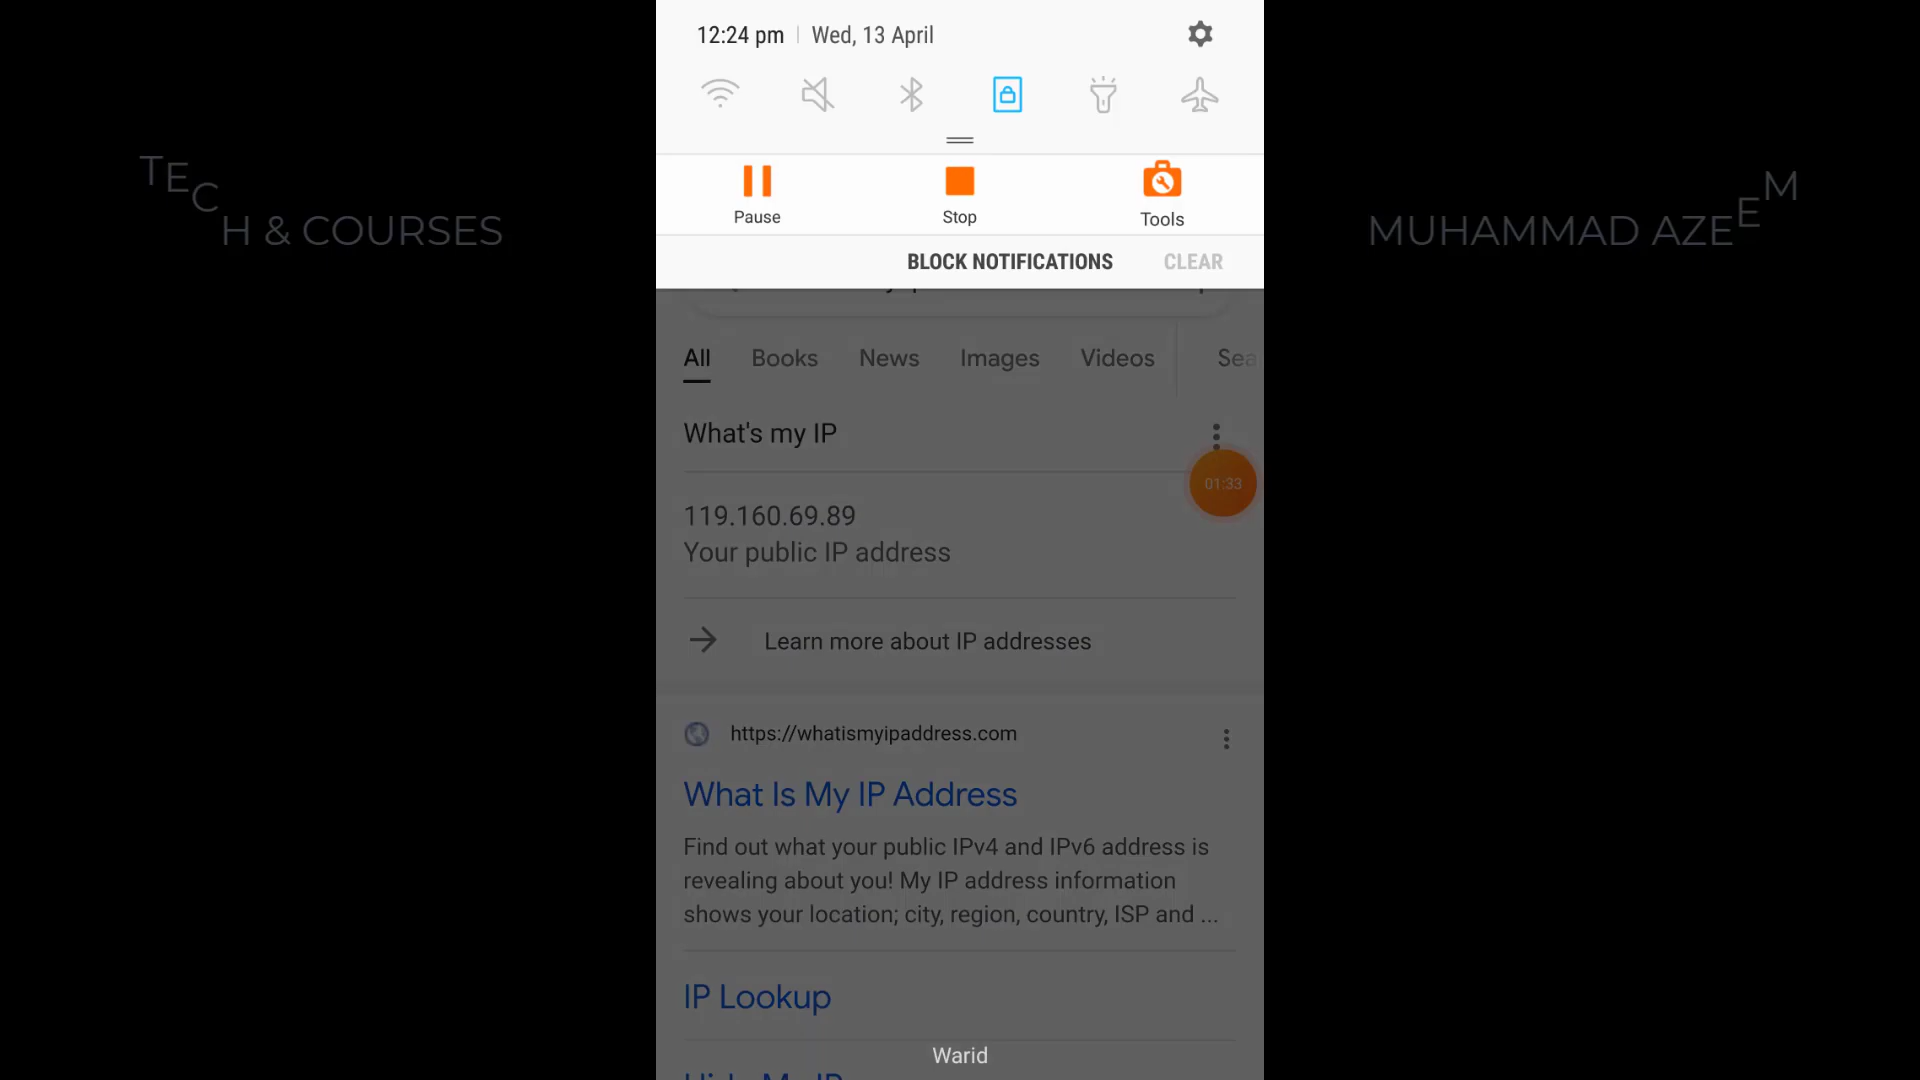 12:24 pm | Wed, 13 April
TECH & COURSES
MUHAMMAD AZEEM
Pause
Stop
Tools
BLOCK NOTIFICATIONS
CLEAR
All Books News Images Videos Sea
What's my IP
01:33
119.160.69.89
Your public IP address
Learn more about IP addresses
https://whatismyipaddress.com
What Is My IP Address
Find out what your public IPv4 and IPv6 address is
revealing about you! My IP address information
shows your location; city, region, country, ISP and ...
IP Lookup
Warid